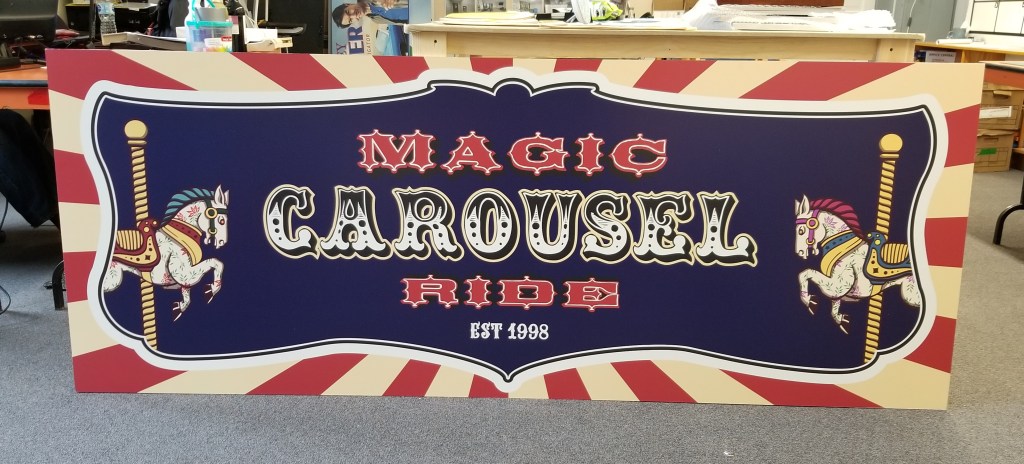 MAGIC
CAROUSEL
RIDE
EST 1998